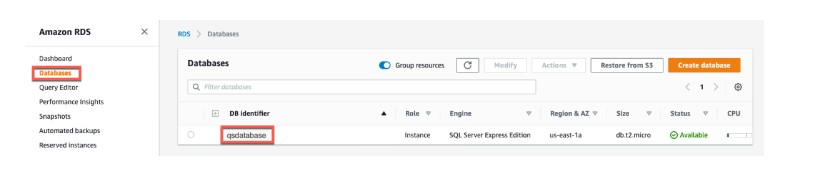 Amazon RDS
Dashboard
Databases
Query Editor
Performance Insights
Snapshots
Automated backups
Reserved instances
RDS > Databases
Databases
Group resources
Modify
Actions
Restore from S3
Create database
Filter databases
1
DB identifier
Role
Engine
Region & AZ
Size
Status
CPU
qsdatabase
Instance
SQL Server Express Edition
us-east-1a
db.t2.micro
Available